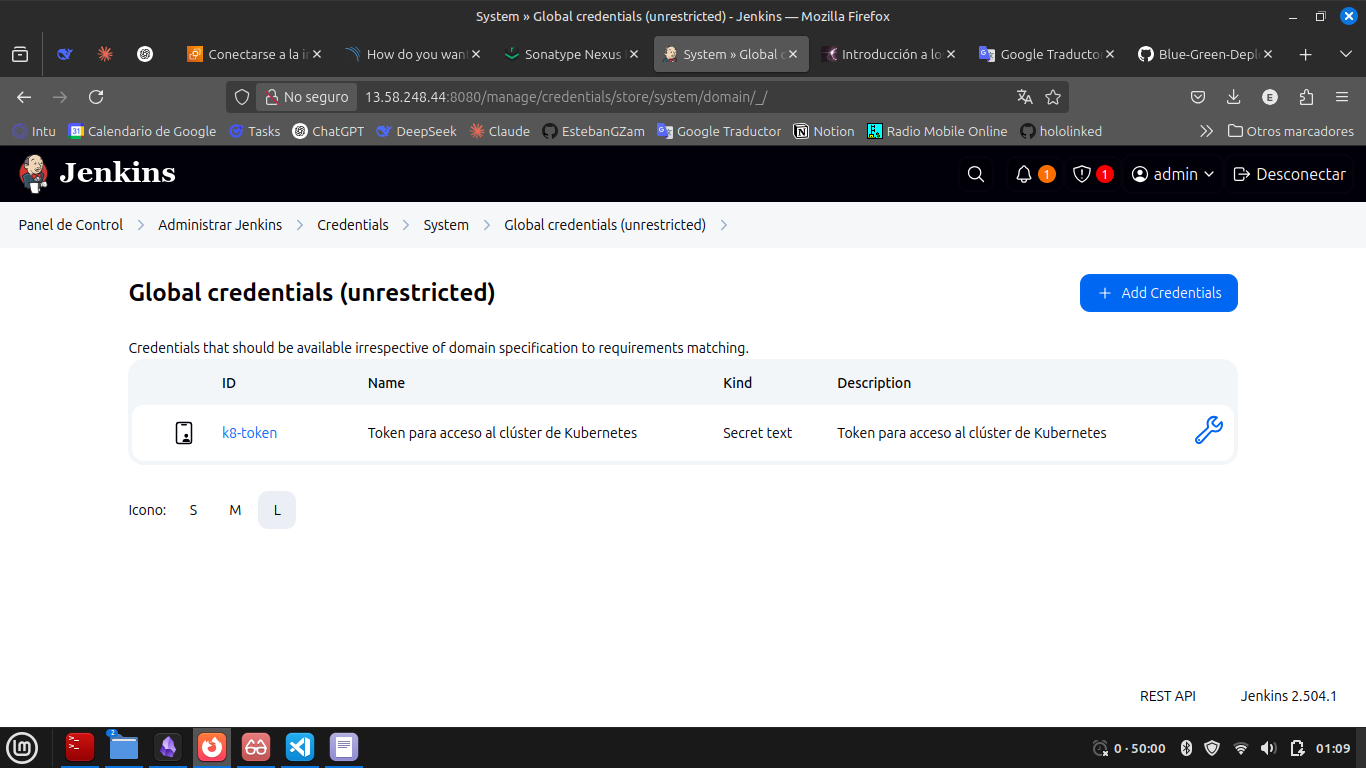 System » Global credentials (unrestricted) - Jenkins — Mozilla Firefox
Conectarse a la in
How do you want
Sonatype Nexus
System » Global c
Introducción a lo
Google Traductor
Blue-Green-Depl
No seguro
13.58.248.44:8080/manage/credentials/store/system/domain/_/
E
Intu
31
Calendario de Google
Tasks
ChatGPT
DeepSeek
Claude
EstebanGZam
Google Traductor
Notion
Radio Mobile Online
hololinked
Otros marcadores
Jenkins
1
1
admin
Desconectar
Panel de Control
Administrar Jenkins
Credentials
System
Global credentials (unrestricted)
Global credentials (unrestricted)
+ Add Credentials
Credentials that should be available irrespective of domain specification to requirements matching.
ID Name Kind Description
k8-token Token para acceso al clúster de Kubernetes Secret text Token para acceso al clúster de Kubernetes
Icono: S M L
REST API Jenkins 2.504.1
2
0 · 50:00
01:09